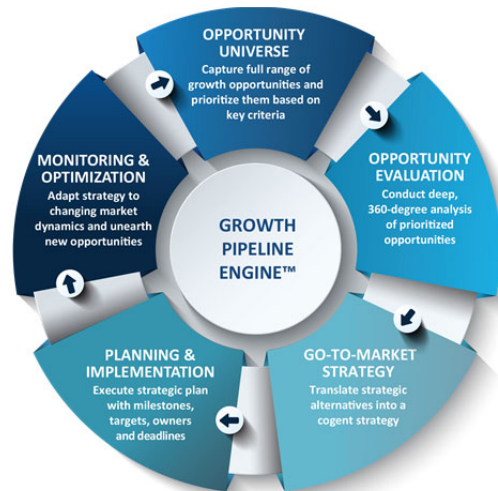 OPPORTUNITY
UNIVERSE
Capture full range of
growth opportunities and
prioritize them based on
key criteria
OPPORTUNITY
EVALUATION
Conduct deep,
360-degree analysis
of prioritized
opportunities
GO-TO-MARKET
STRATEGY
Translate strategic
alternatives into a
cogent strategy
PLANNING &
IMPLEMENTATION
Execute strategic plan
with milestones,
targets, owners
and deadlines
MONITORING &
OPTIMIZATION
Adapt strategy to
changing market
dynamics and unearth
new opportunities
GROWTH
PIPELINE
ENGINE™